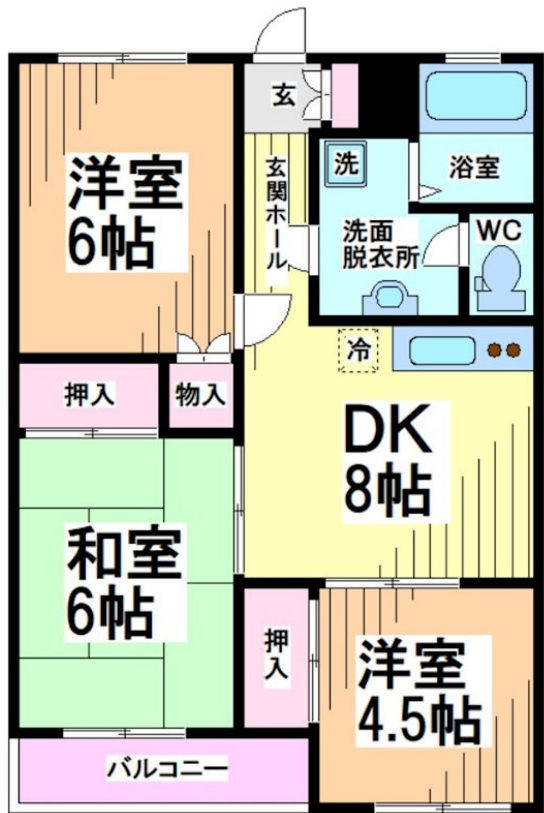 玄
洋室
6帖
玄関ホール
洗
浴室
洗面
脱衣所
WC
冷
押入
物入
DK
8帖
和室
6帖
押入
洋室
4.5帖
バルコニー